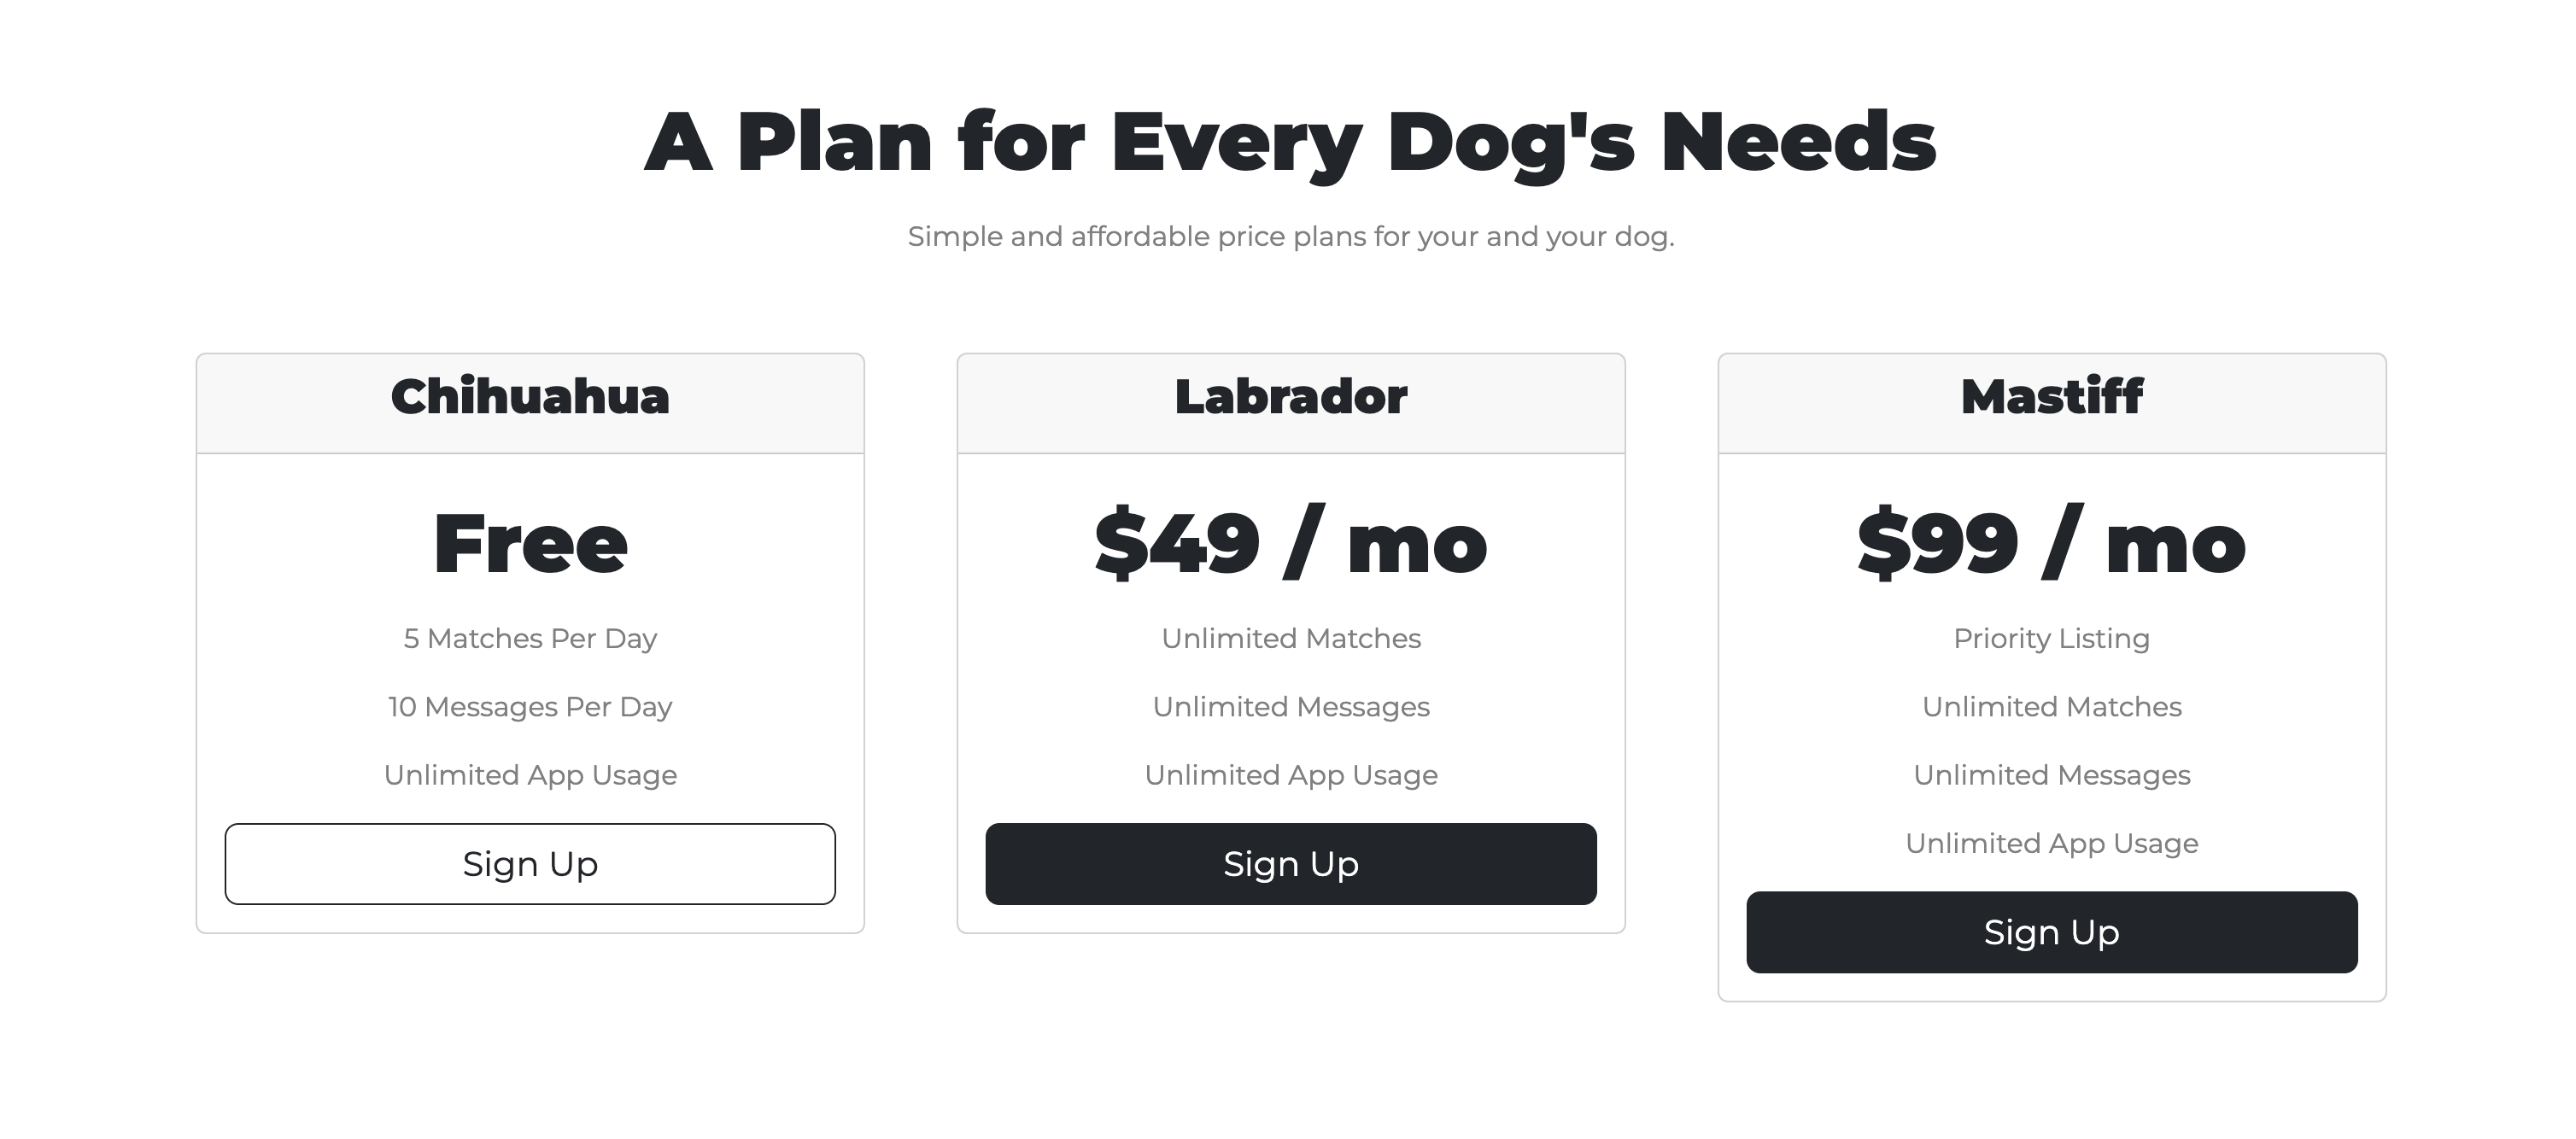 A Plan for Every Dog's Needs
Simple and affordable price plans for your and your dog.
Chihuahua
Free
5 Matches Per Day
10 Messages Per Day
Unlimited App Usage
Sign Up
Labrador
$49 / mo
Unlimited Matches
Unlimited Messages
Unlimited App Usage
Sign Up
Mastiff
$99 / mo
Priority Listing
Unlimited Matches
Unlimited Messages
Unlimited App Usage
Sign Up